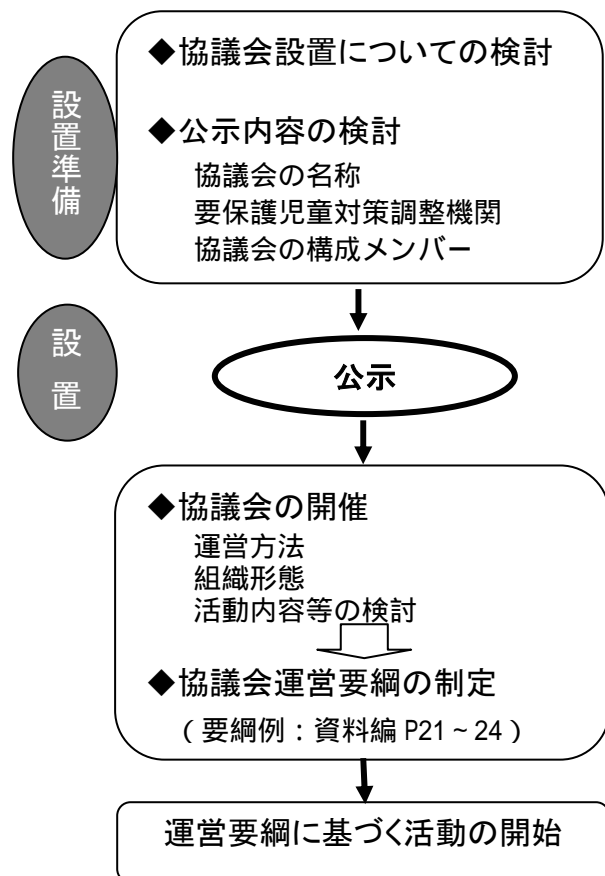 設置準備
◆協議会設置についての検討
◆公示内容の検討
協議会の名称
要保護児童対策調整機関
協議会の構成メンバー
設置
公示
◆協議会の開催
運営方法
組織形態
活動内容等の検討
◆協議会運営要綱の制定
（要綱例：資料編 P21～24）
運営要綱に基づく活動の開始